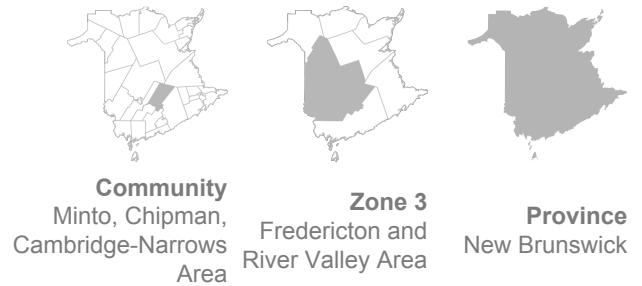 Community
Minto, Chipman,
Cambridge-Narrows
Area
Zone 3
Fredericton and
River Valley Area
Province
New Brunswick